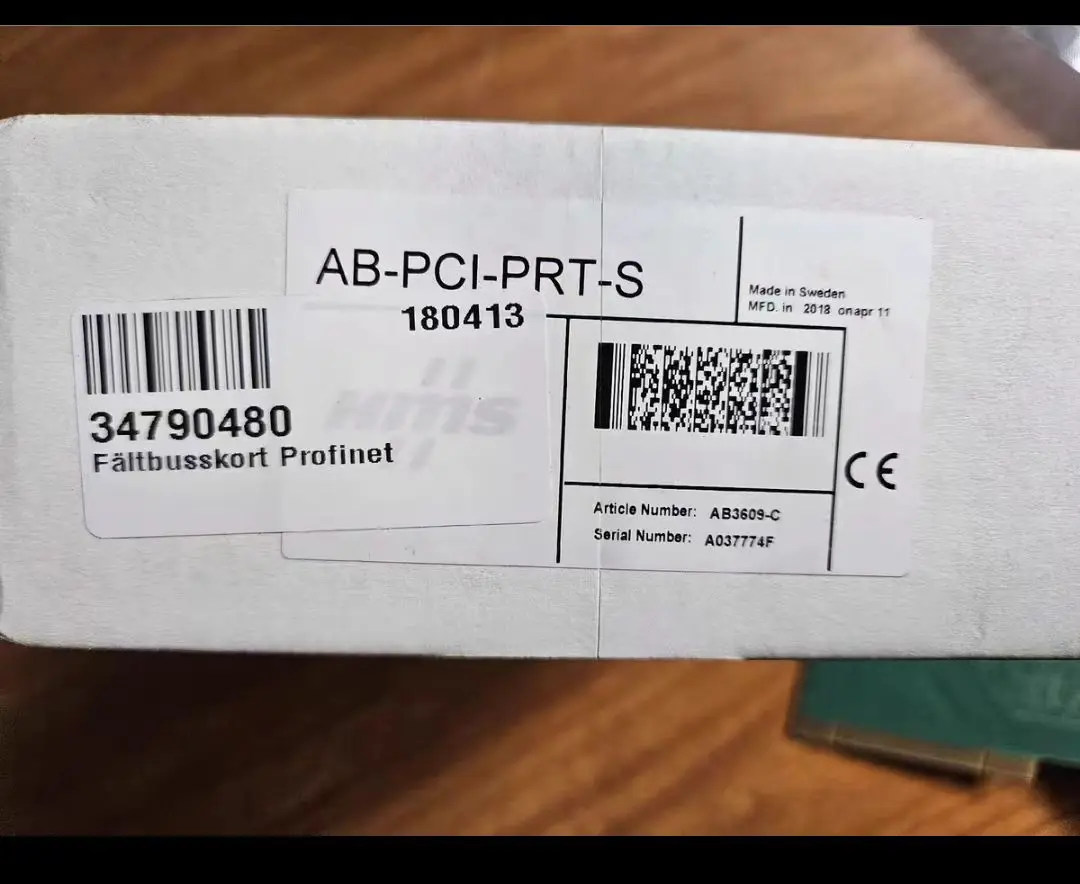 AB-PCI-PRT-S
Made in Sweden
MFD. in 2018 onapr 11
180413
34790480
Fältbusskort Profinet
HMS
CE
Article Number: AB3609-C
Serial Number: A037774F